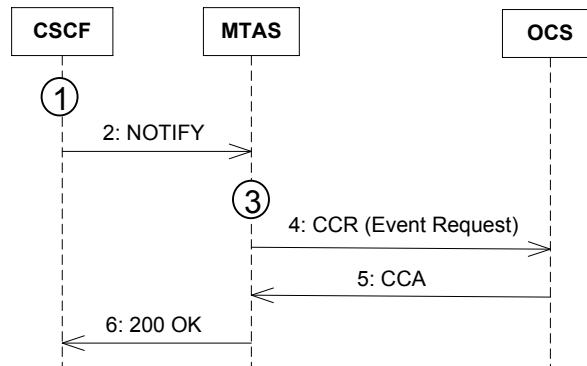 CSCF
MTAS
OCS
1
2: NOTIFY
3
4: CCR (Event Request)
5: CCA
6: 200 OK